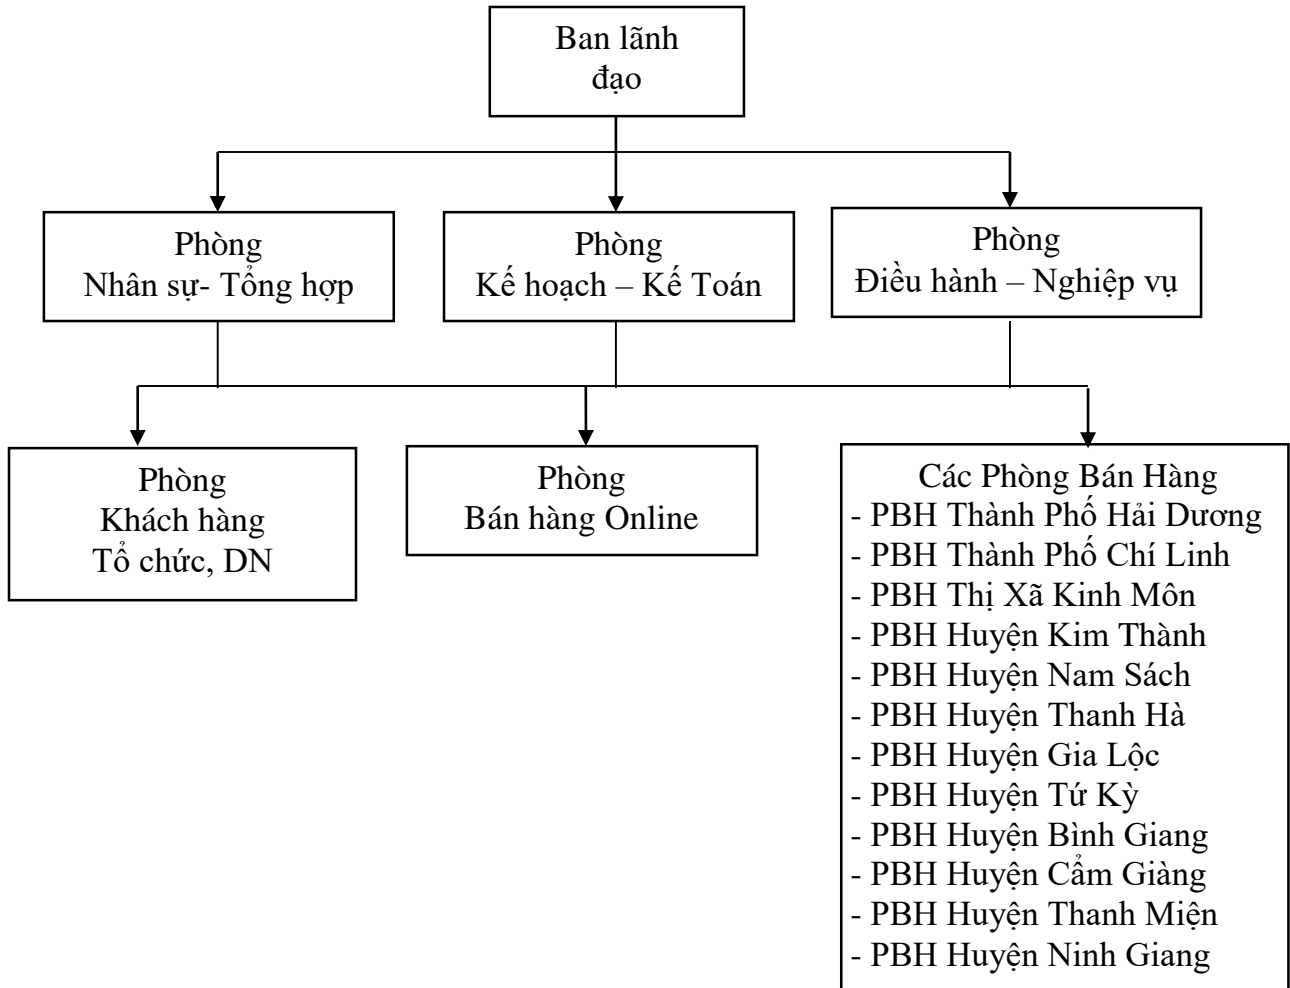 Ban lãnh
đạo
Phòng
Nhân sự- Tổng hợp
Phòng
Kế hoạch – Kế Toán
Phòng
Điều hành – Nghiệp vụ
Phòng
Khách hàng
Tổ chức, DN
Phòng
Bán hàng Online
Các Phòng Bán Hàng
- PBH Thành Phố Hải Dương
- PBH Thành Phố Chí Linh
- PBH Thị Xã Kinh Môn
- PBH Huyện Kim Thành
- PBH Huyện Nam Sách
- PBH Huyện Thanh Hà
- PBH Huyện Gia Lộc
- PBH Huyện Tứ Kỳ
- PBH Huyện Bình Giang
- PBH Huyện Cẩm Giàng
- PBH Huyện Thanh Miện
- PBH Huyện Ninh Giang